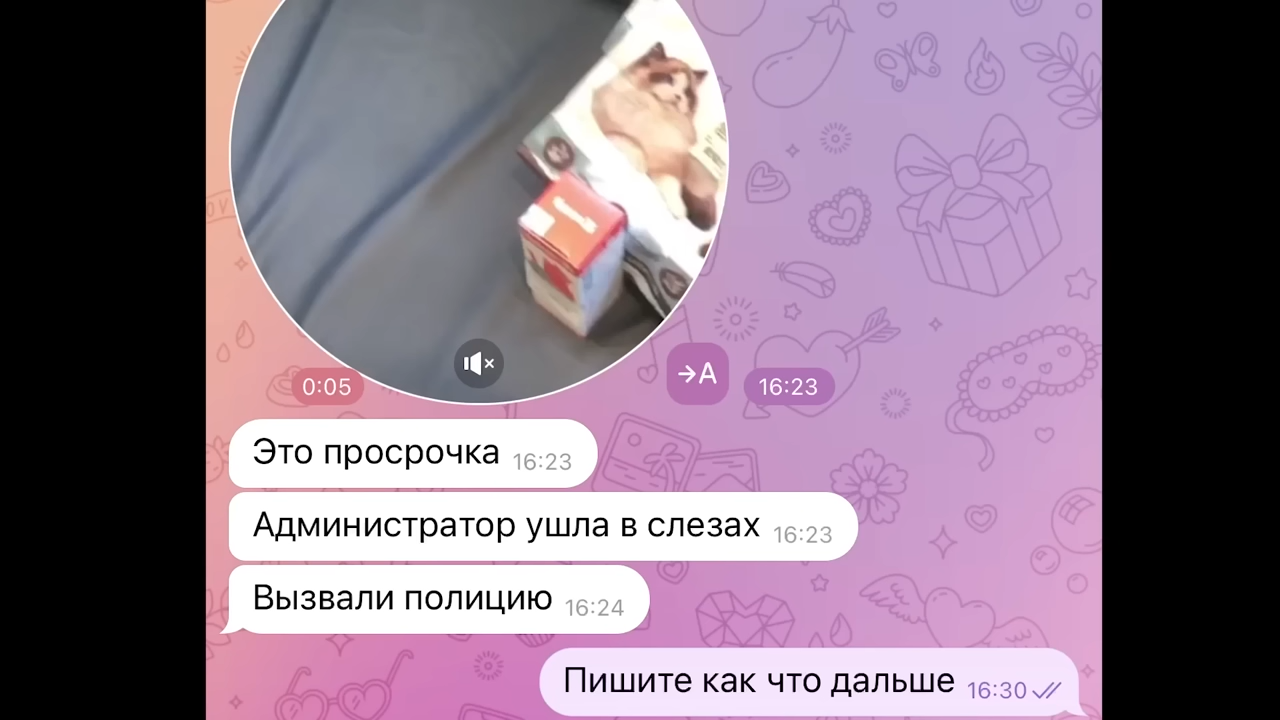 0:05
→A
16:23
Это просрочка 16:23
Администратор ушла в слезах 16:23
Вызвали полицию 16:24
Пишите как что дальше 16:30